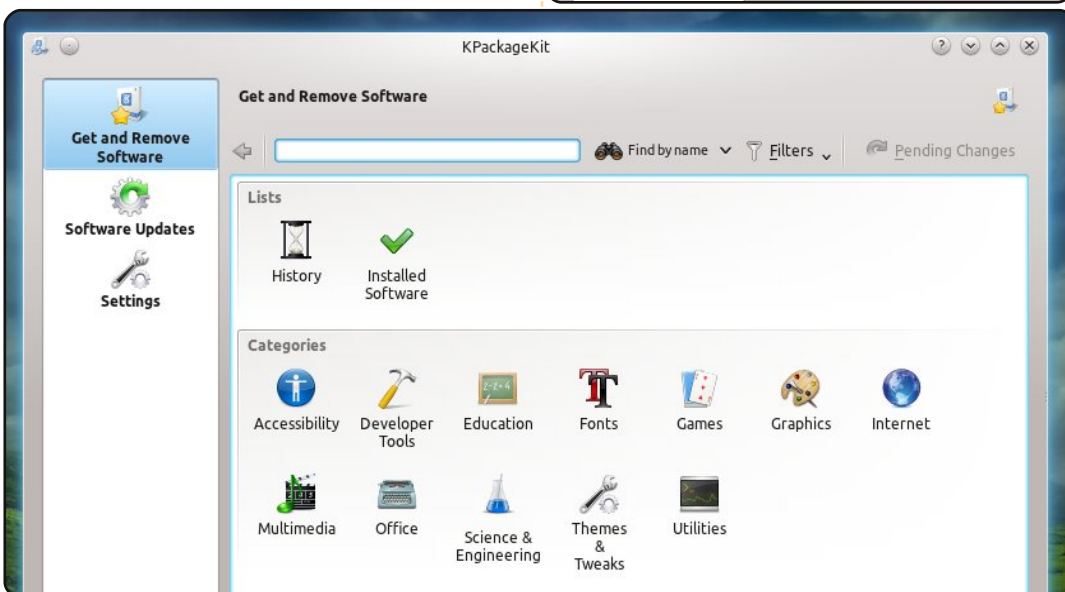 KPackageKit
Get and Remove Software
Software Updates
Settings
Get and Remove Software
Find by name
Filters
Pending Changes
Lists
History
Installed Software
Categories
Accessibility
Developer Tools
Education
Fonts
Games
Graphics
Internet
Multimedia
Office
Science & Engineering
Themes & Tweaks
Utilities